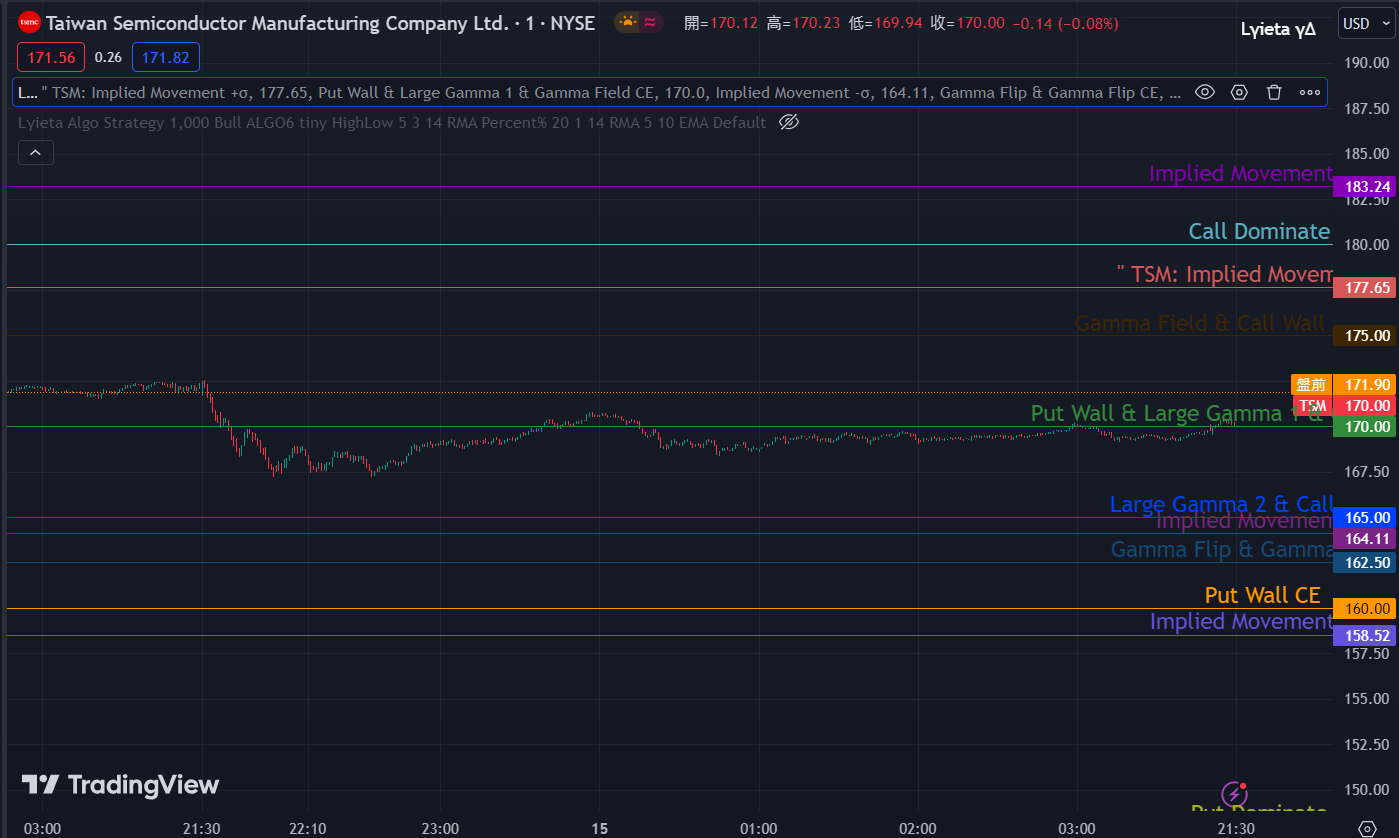 tsmc Taiwan Semiconductor Manufacturing Company Ltd. · 1 · NYSE 開=170.12 高=170.23 低=169.94 收=170.00 −0.14 (−0.08%)
Lyieta γΔ
USD
171.56 0.26 171.82
L... " TSM: Implied Movement +σ, 177.65, Put Wall & Large Gamma 1 & Gamma Field CE, 170.0, Implied Movement -σ, 164.11, Gamma Flip & Gamma Flip CE, ...
Lyieta Algo Strategy 1,000 Bull ALGO6 tiny HighLow 5 3 14 RMA Percent% 20 1 14 RMA 5 10 EMA Default
190.00
187.50
185.00
Implied Movement
183.24
182.50
Call Dominate
180.00
" TSM: Implied Movem
177.65
Gamma Field & Call Wall
175.00
盤前 171.90
TSM 170.00
Put Wall & Large Gamma 1 &
170.00
167.50
Large Gamma 2 & Call
165.00
Implied Movemen
164.11
Gamma Flip & Gamma
162.50
Put Wall CE
160.00
Implied Movement
158.52
157.50
155.00
152.50
150.00
TradingView
Put Dominate
03:00 21:30 22:10 23:00 15 01:00 02:00 03:00 21:30